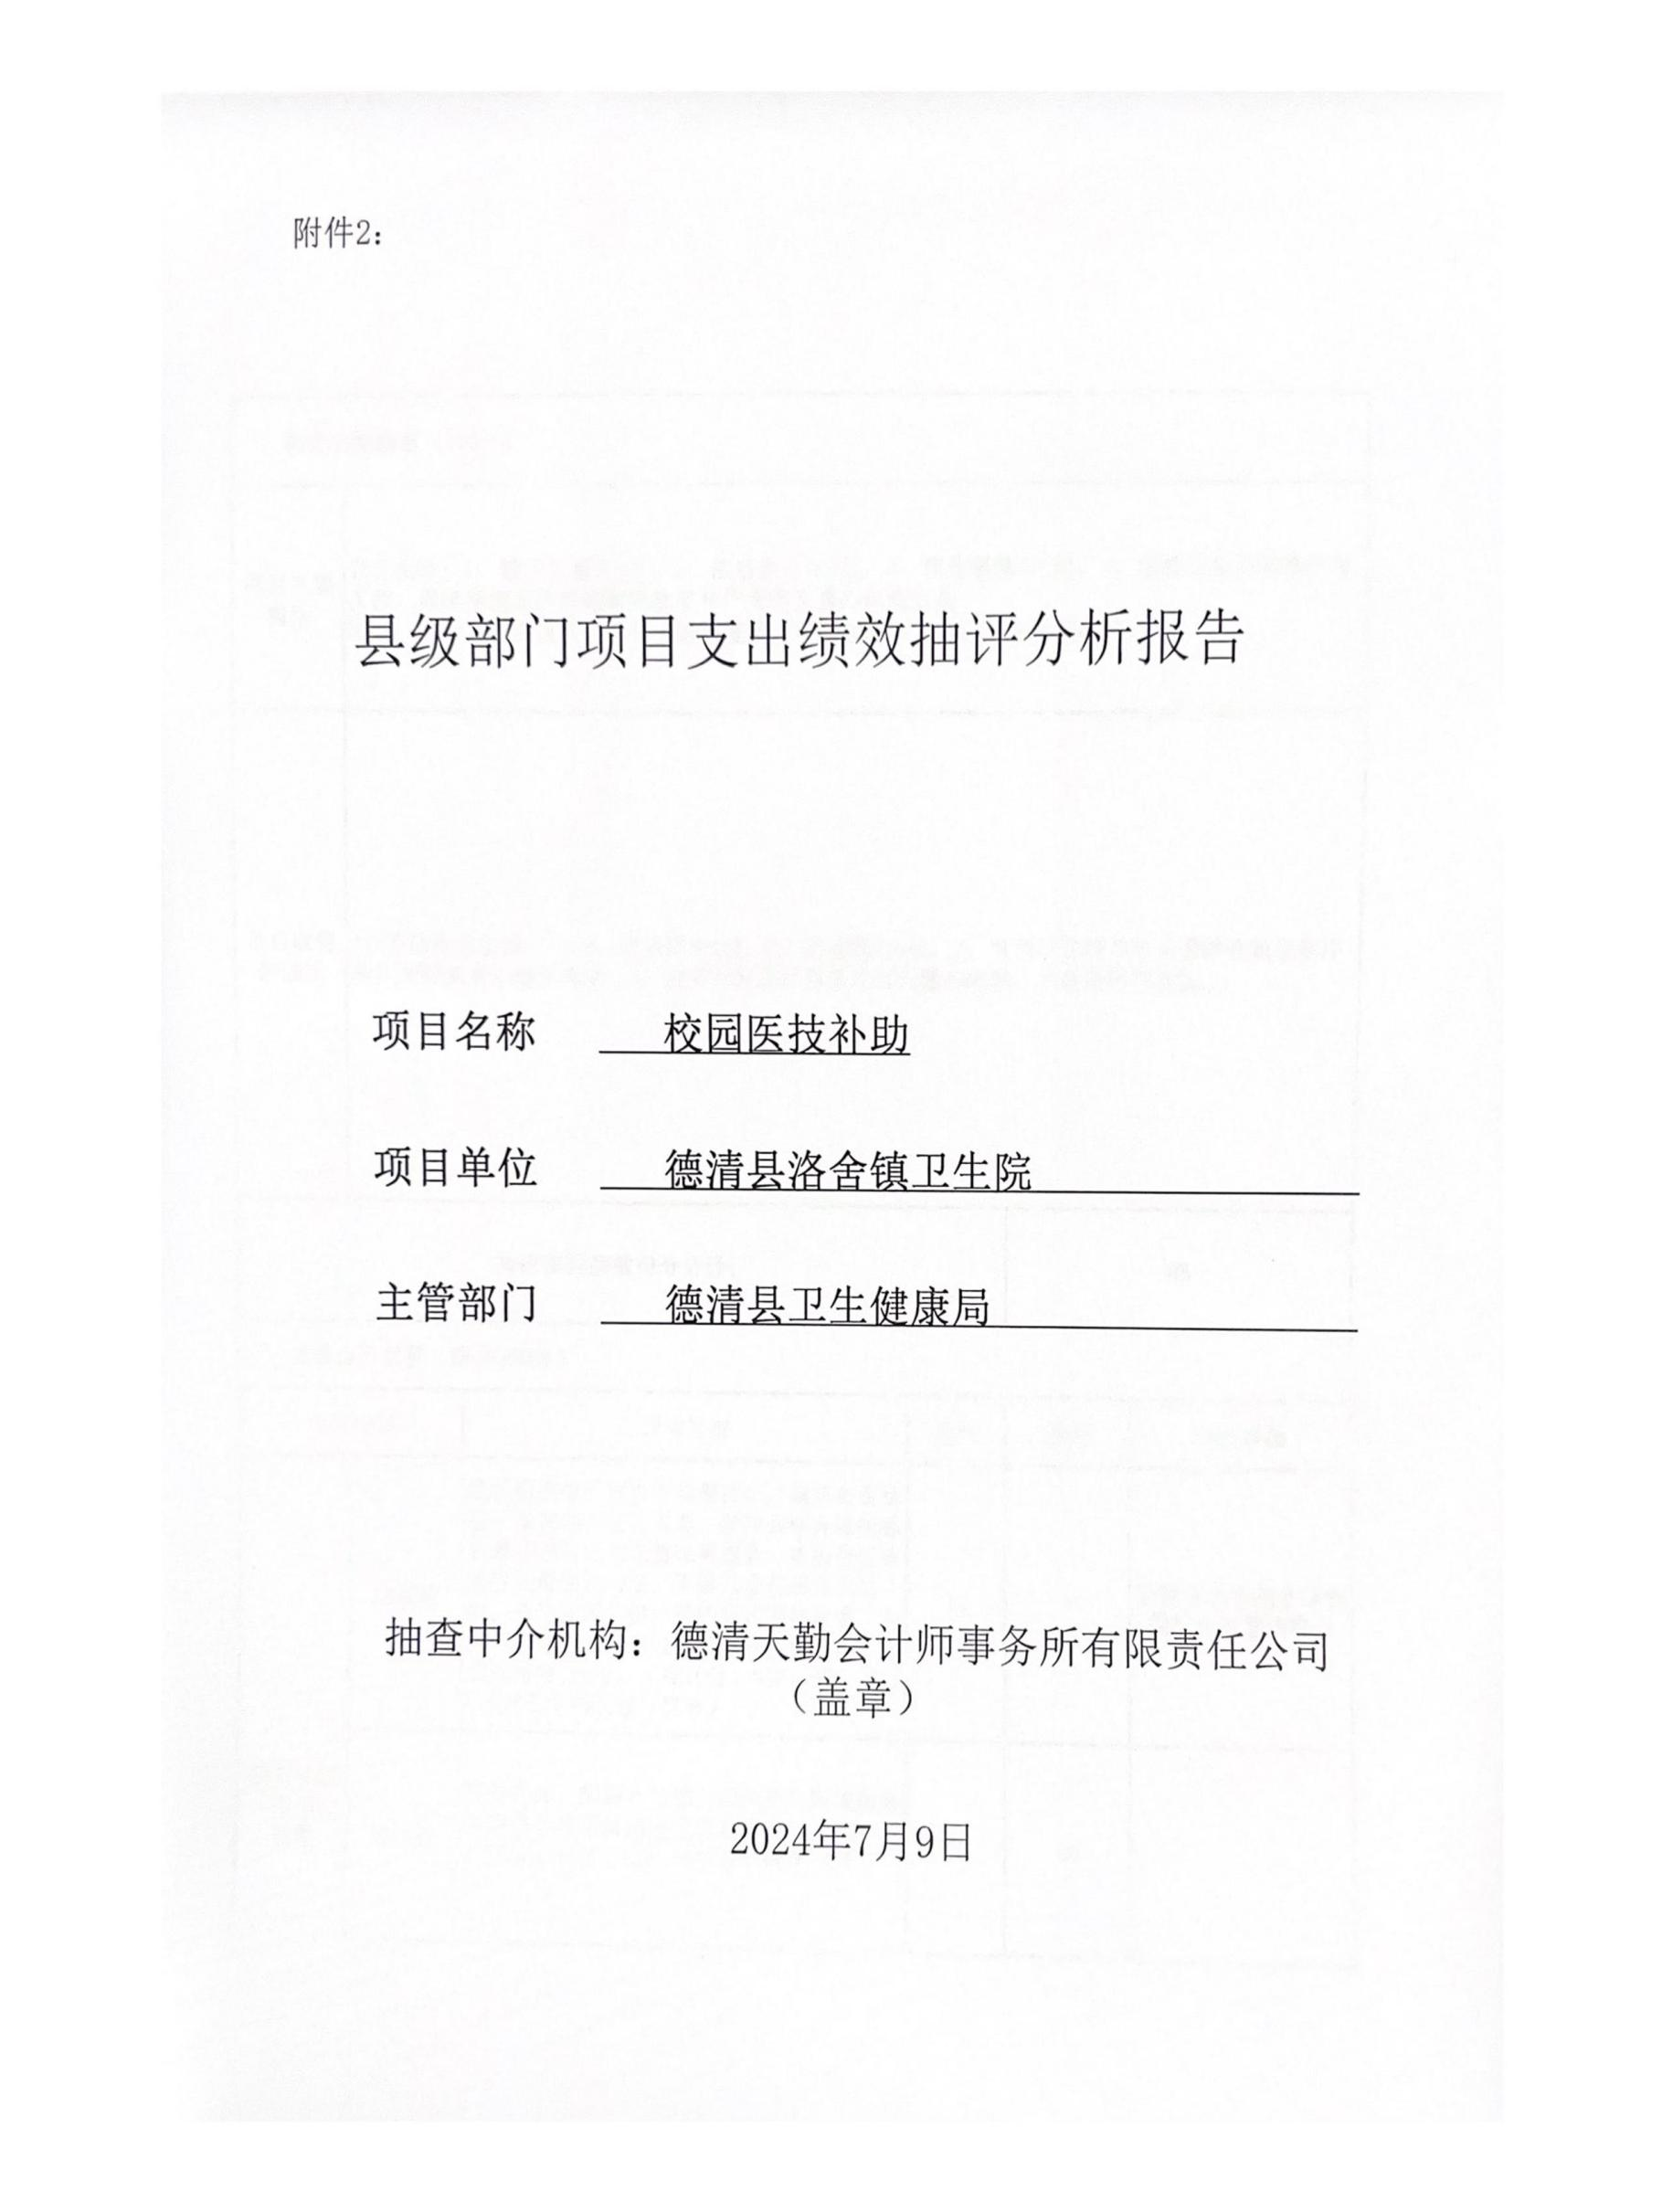 附件2：
县级部门项目支出绩效抽评分析报告
项目名称 校园医技补助
项目单位 德清县洛舍镇卫生院
主管部门 德清县卫生健康局
抽查中介机构：德清天勤会计师事务所有限责任公司
（盖章）
2024年7月9日